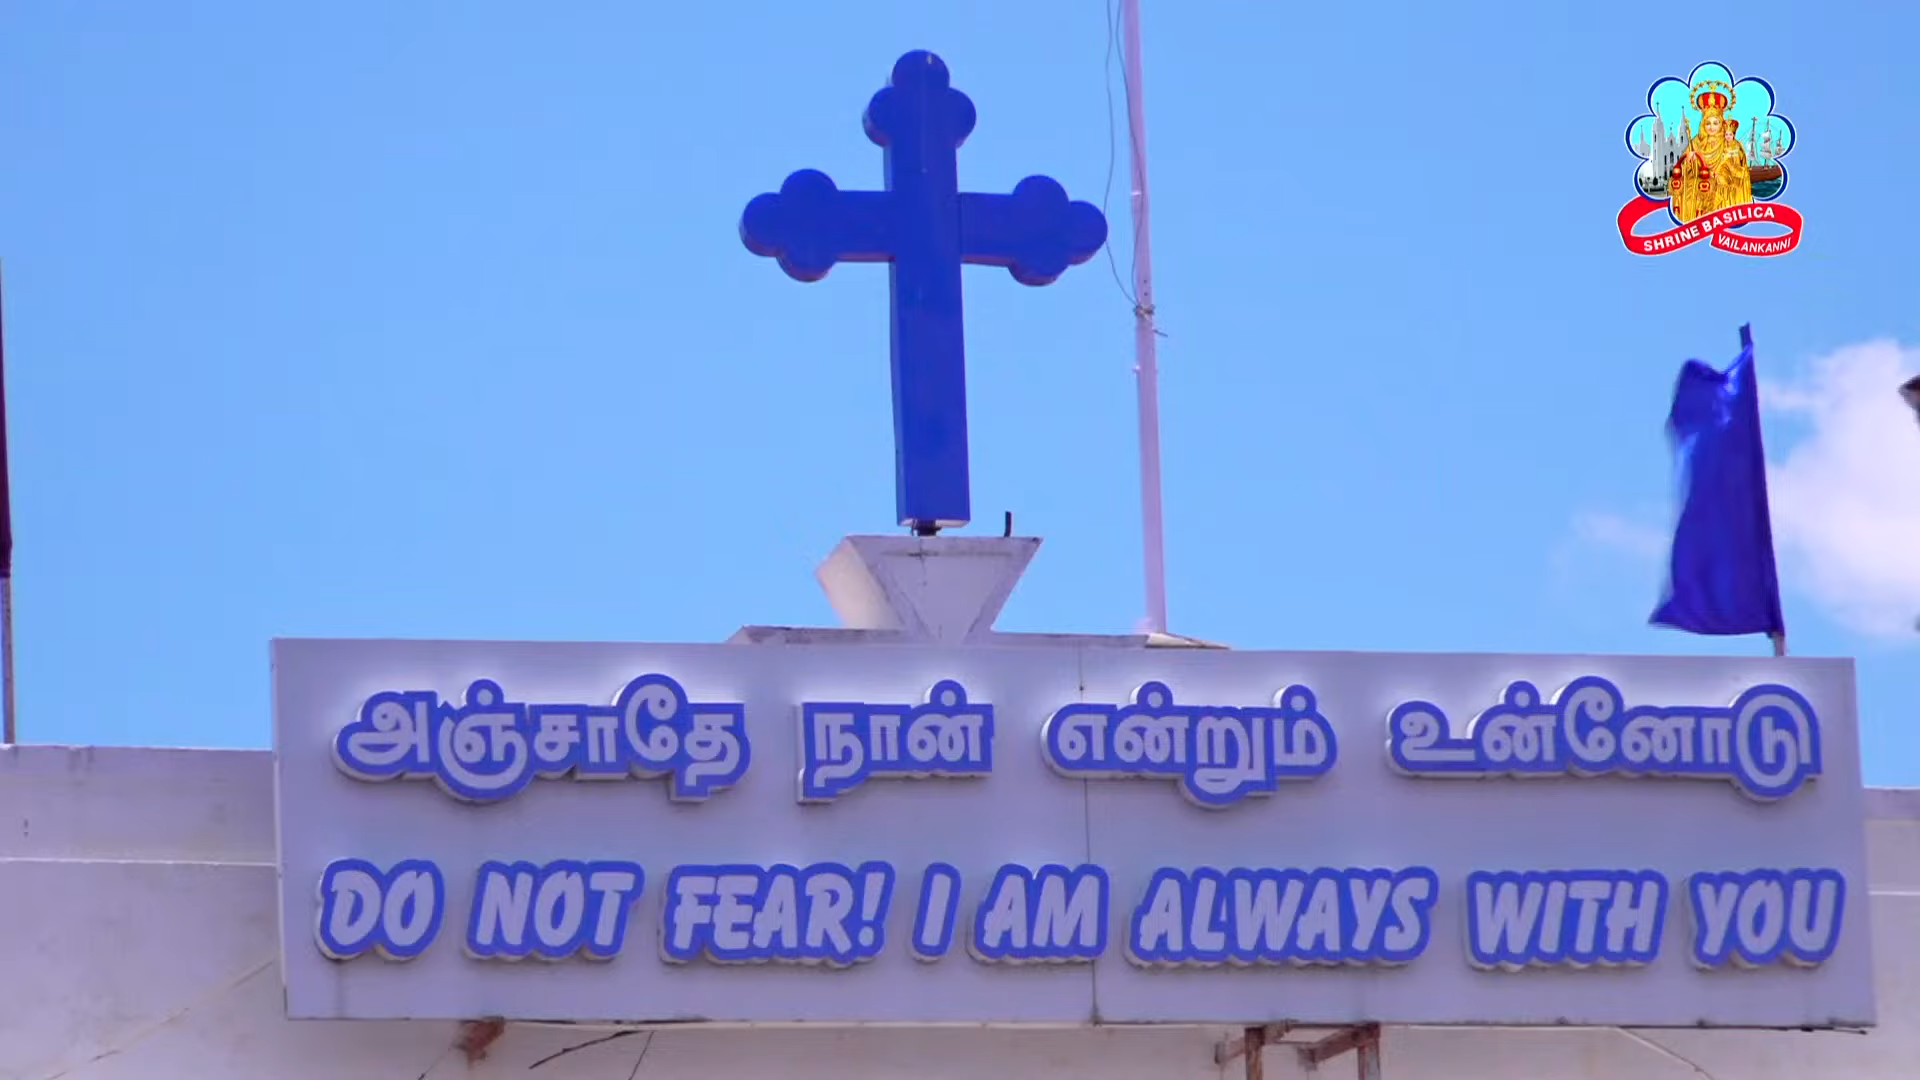 SHRINE BASILICA
VAILANKANNI
அஞ்சாதே நான் என்றும் உன்னோடு
DO NOT FEAR! I AM ALWAYS WITH YOU